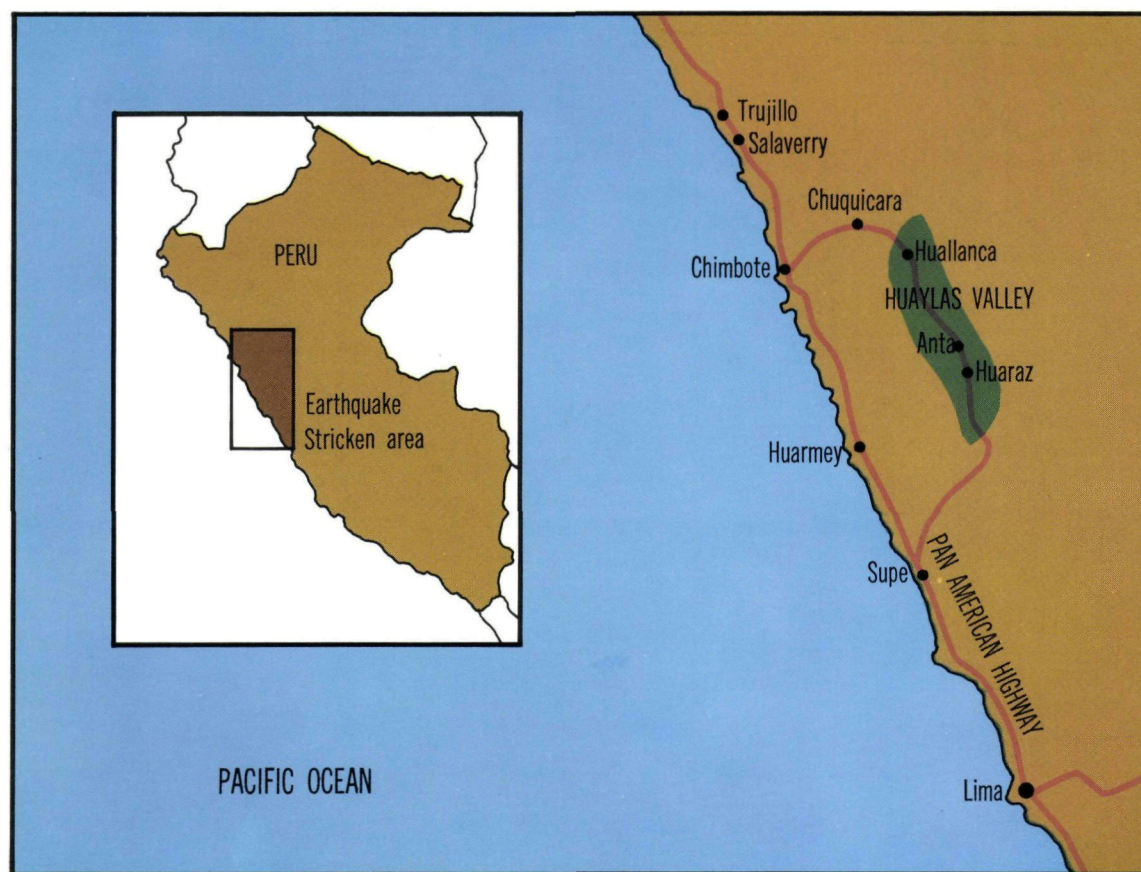 Trujillo
Salaverry
Chuquicara
Huallanca
Chimbote
HUAYLAS VALLEY
Anta
Huaraz
Huarmey
Supe
PAN AMERICAN HIGHWAY
Lima
PERU
Earthquake
Stricken area
PACIFIC OCEAN